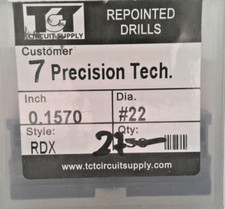 TCT
CIRCUIT SUPPLY
REPOINTED
DRILLS
Customer
7 Precision Tech.
Inch
0.1570
Dia.
#22
Style:
RDX
Qty:
www.tctcircuitsupply.com